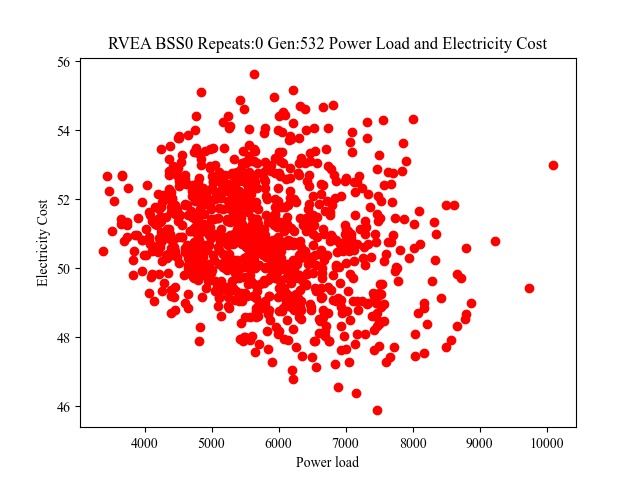 RVEA BSS0 Repeats:0 Gen:532 Power Load and Electricity Cost
56
54
52
50
48
46
Electricity Cost
4000 5000 6000 7000 8000 9000 10000
Power load